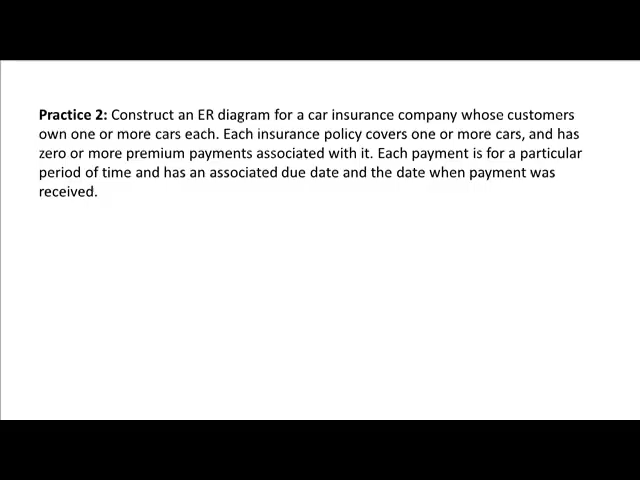 Practice 2: Construct an ER diagram for a car insurance company whose customers
own one or more cars each. Each insurance policy covers one or more cars, and has
zero or more premium payments associated with it. Each payment is for a particular
period of time and has an associated due date and the date when payment was
received.